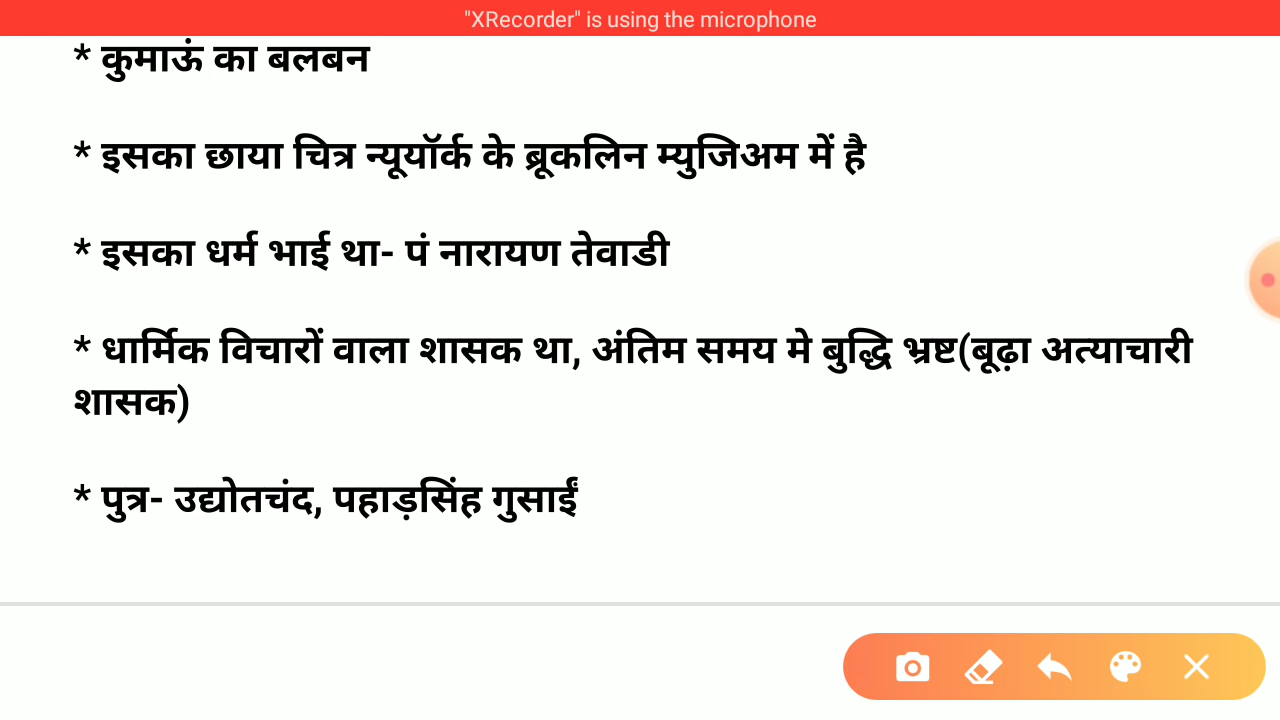 "XRecorder" is using the microphone
* कुमाऊं का बलबन
* इसका छाया चित्र न्यूयॉर्क के ब्रूकलिन म्युजिअम में है
* इसका धर्म भाई था- पं नारायण तेवाडी
* धार्मिक विचारों वाला शासक था, अंतिम समय मे बुद्धि भ्रष्ट(बूढ़ा अत्याचारी
शासक)
* पुत्र- उद्योतचंद, पहाड़सिंह गुसाईं